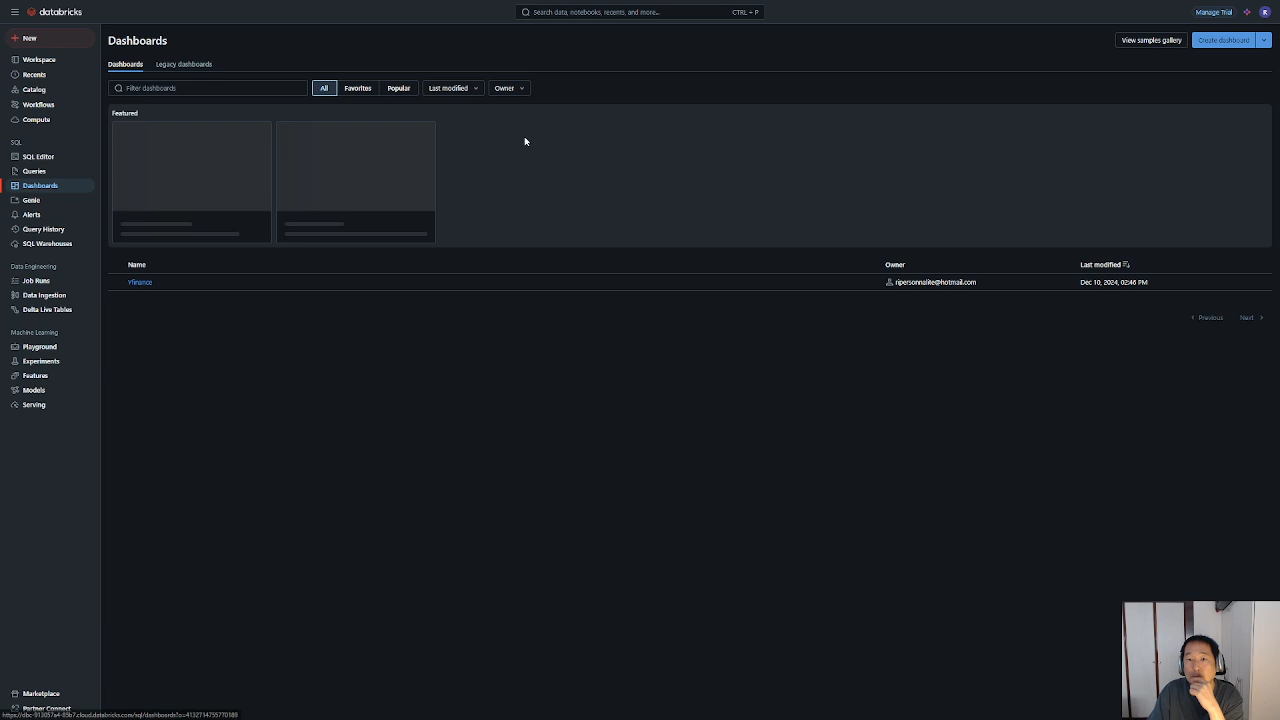 databricks
Search data, notebooks, recents, and more...
CTRL + P
Manage Trial
R
New
Workspace
Recents
Catalog
Workflows
Compute
SQL
SQL Editor
Queries
Dashboards
Genie
Alerts
Query History
SQL Warehouses
Data Engineering
Job Runs
Data Ingestion
Delta Live Tables
Machine Learning
Playground
Experiments
Features
Models
Serving
Marketplace
Partner Connect
Dashboards
View samples gallery
Create dashboard
Dashboards
Legacy dashboards
Filter dashboards
All
Favorites
Popular
Last modified
Owner
Featured
Name
Owner
Last modified
Yfinance
ripersonnalite@hotmail.com
Dec 10, 2024, 02:46 PM
Previous
Next